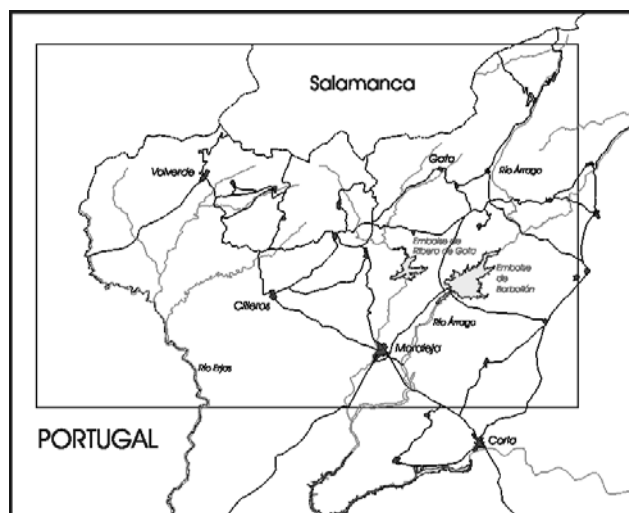 Salamanca
Gata
Valverde
Río Árrago
Embalse de
Ribera de Gata
Embalse
de
Borbollón
Cilleros
Río Árrago
Moraleja
Río Erjas
PORTUGAL
Coria